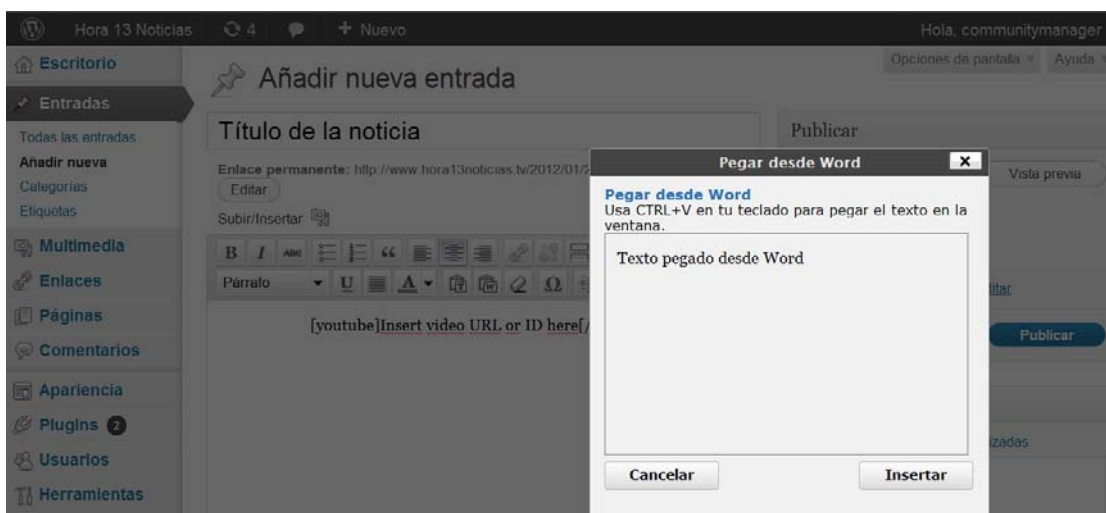 Hora 13 Noticias 4 + Nuevo Hola, communitymanager
Escritorio
Entradas
Todas las entradas
Añadir nueva
Categorías
Etiquetas
Multimedia
Enlaces
Páginas
Comentarios
Apariencia
Plugins 2
Usuarios
Herramientas
Opciones de pantalla Ayuda
Añadir nueva entrada
Título de la noticia
Enlace permanente: http://www.hora13noticias.tv/2012/01/2
Editar
Subir/Insertar
B I ABC
Párrafo U A Ω
[youtube]Insert video URL or ID here[/
Publicar
Vista previa
Publicar
Pegar desde Word X
Pegar desde Word
Usa CTRL+V en tu teclado para pegar el texto en la
ventana.
Texto pegado desde Word
Cancelar Insertar